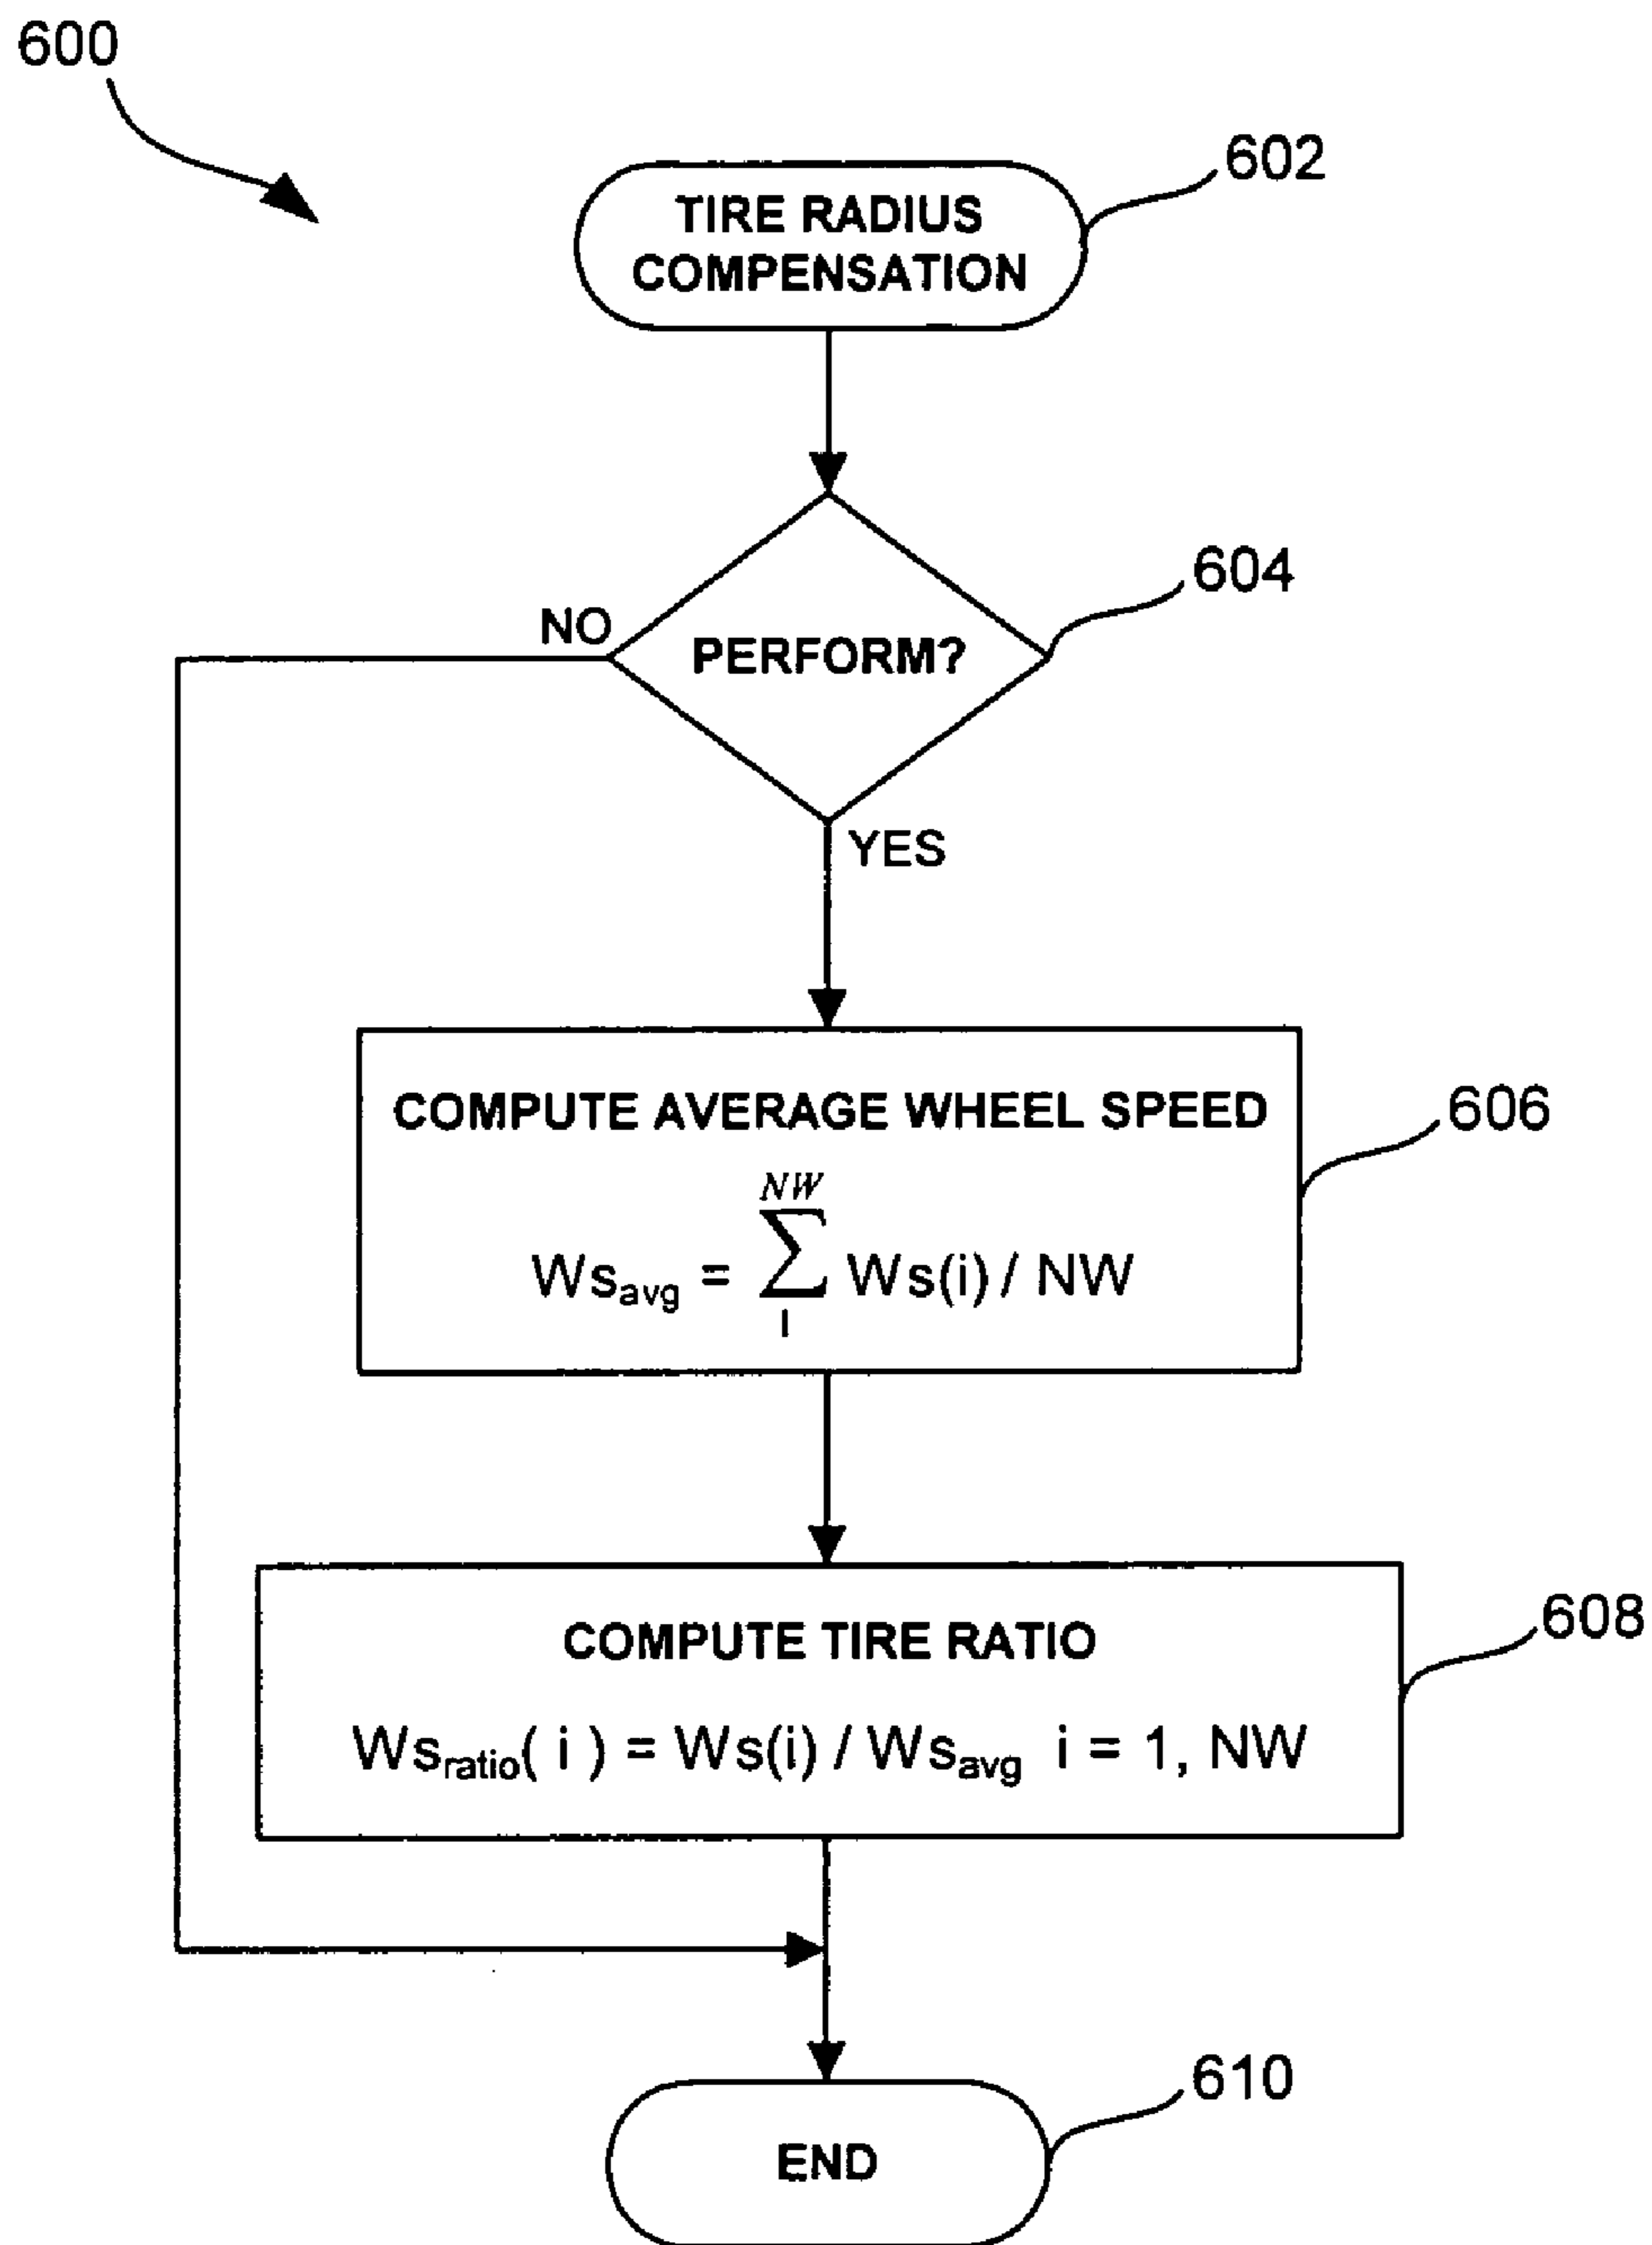 600
602
TIRE RADIUS
COMPENSATION
604
NO
PERFORM?
YES
606
COMPUTE AVERAGE WHEEL SPEED
NW
Ws_avg = ∑ Ws(i) / NW
I
608
COMPUTE TIRE RATIO
Ws_ratio( i ) = Ws(i) / Ws_avg i = 1, NW
610
END